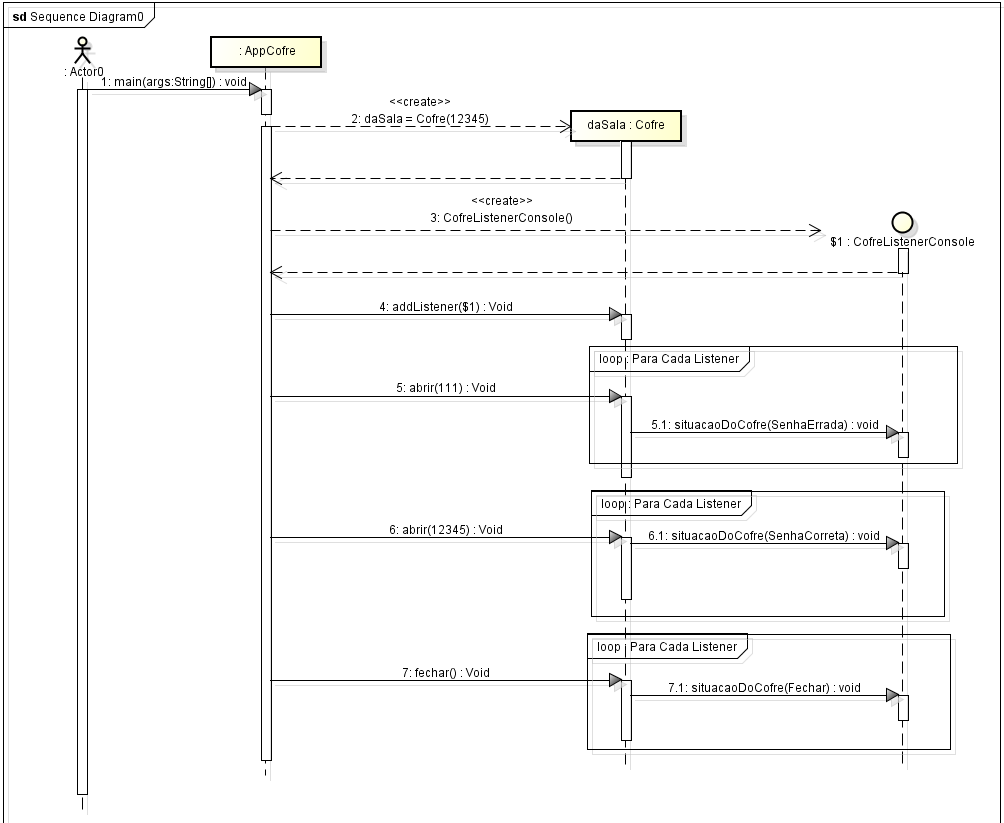 sd Sequence Diagram0
: AppCofre
: Actor0
1: main(args:String[]) : void
<<create>>
2: daSala = Cofre(12345)
daSala : Cofre
<<create>>
3: CofreListenerConsole()
$1 : CofreListenerConsole
4: addListener($1) : Void
loop : Para Cada Listener
5: abrir(111) : Void
5.1: situacaoDoCofre(SenhaErrada) : void
loop : Para Cada Listener
6: abrir(12345) : Void
6.1: situacaoDoCofre(SenhaCorreta) : void
loop : Para Cada Listener
7: fechar() : Void
7.1: situacaoDoCofre(Fechar) : void